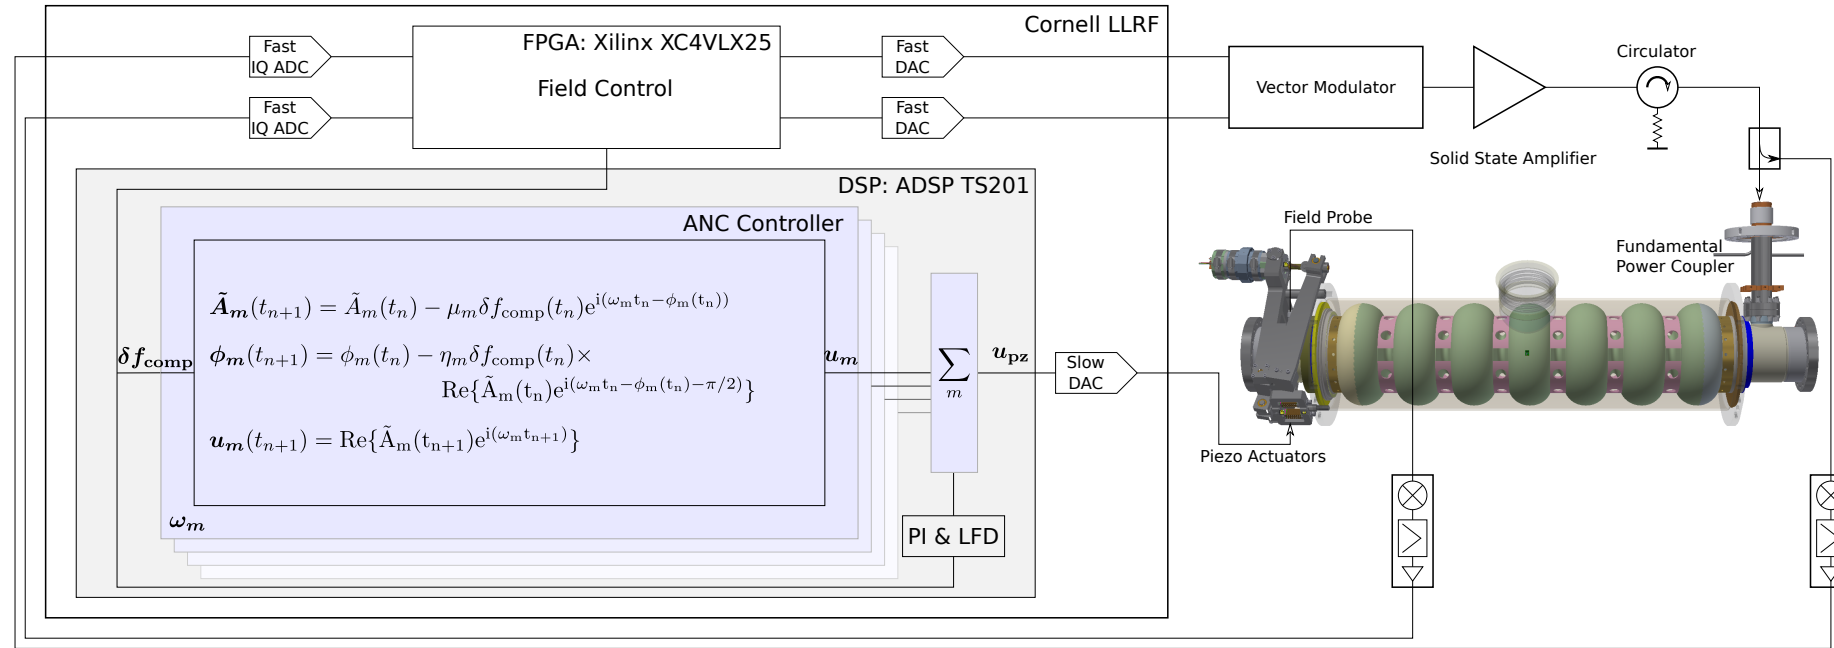 Cornell LLRF
Fast
IQ ADC
FPGA: Xilinx XC4VLX25
Field Control
Fast
DAC
Fast
IQ ADC
Fast
DAC
Vector Modulator
Solid State Amplifier
Circulator
DSP: ADSP TS201
ANC Controller
Ã_m(t_{n+1}) = Ã_m(t_n) − μ_m δf_comp(t_n)e^{i(ω_m t_n−ϕ_m(t_n))}
δf_comp
ϕ_m(t_{n+1}) = ϕ_m(t_n) − η_m δf_comp(t_n)×
Re{Ã_m(t_n)e^{i(ω_m t_n−ϕ_m(t_n)−π/2)}}
u_m(t_{n+1}) = Re{Ã_m(t_{n+1})e^{i(ω_m t_{n+1})}}
ω_m
u_m
∑
m
u_pz
PI & LFD
Slow
DAC
Field Probe
Fundamental
Power Coupler
Piezo Actuators